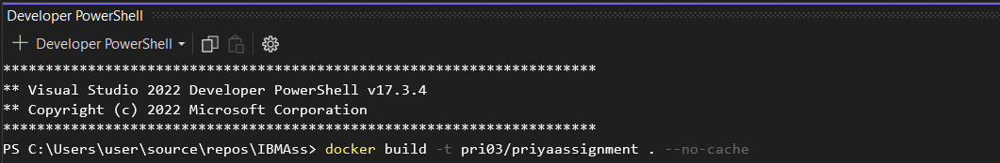 Developer PowerShell
Developer PowerShell
**********************************************************************
** Visual Studio 2022 Developer PowerShell v17.3.4
** Copyright (c) 2022 Microsoft Corporation
**********************************************************************
PS C:\Users\user\source\repos\IBMAss> docker build -t pri03/priyaassignment . --no-cache